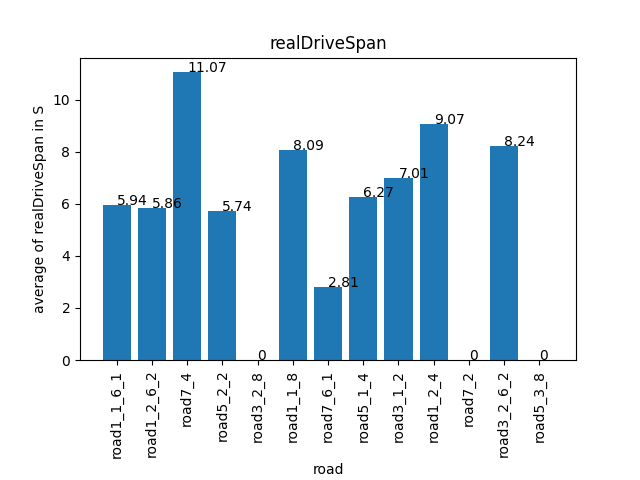 realDriveSpan
average of realDriveSpan in S
10
8
6
4
2
0
5.94
5.86
11.07
5.74
0
8.09
2.81
6.27
7.01
9.07
0
8.24
0
road1_1_6_1
road1_2_6_2
road7_4
road5_2_2
road3_2_8
road1_1_8
road7_6_1
road5_1_4
road3_1_2
road1_2_4
road7_2
road3_2_6_2
road5_3_8
road